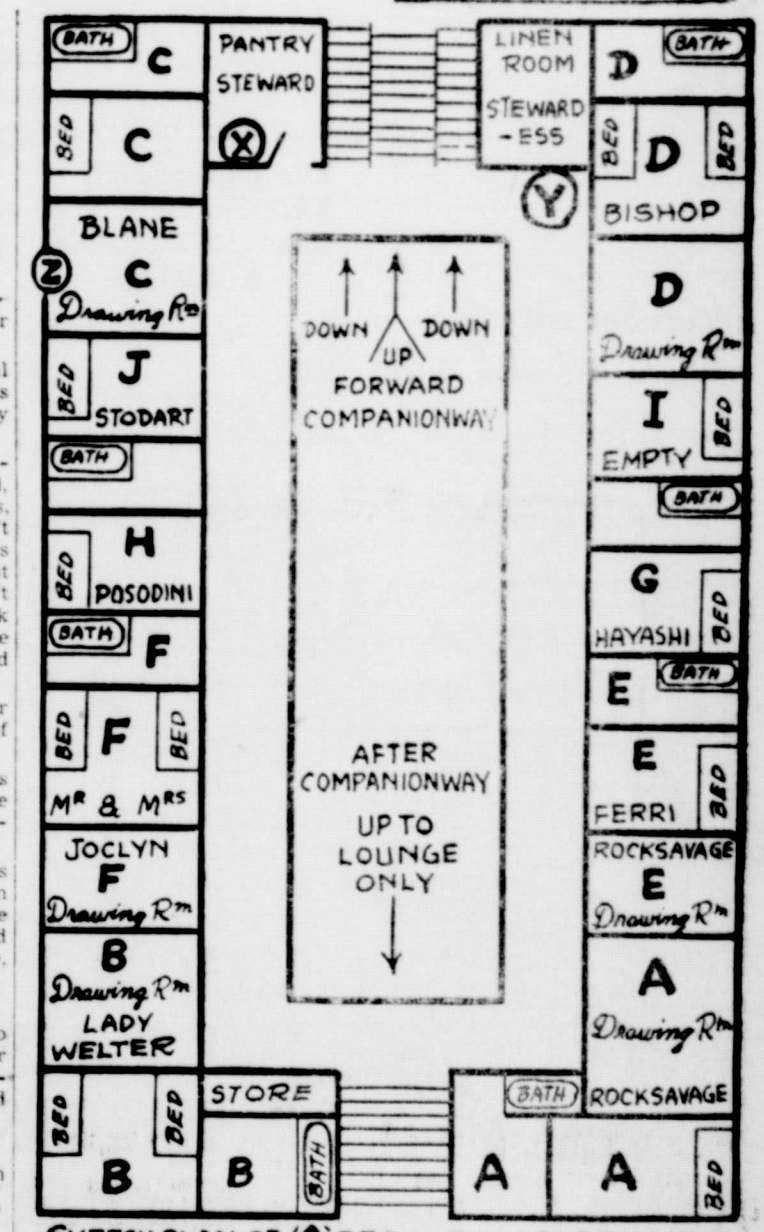 BATH
C
BED
C
BLANE
Z
C
Drawing Rm
BED
J
STODART
BATH
BED
H
POSODINI
BATH
F
BED
F
BED
MR & MRS
JOCLYN
F
Drawing Rm
B
Drawing Rm
LADY
WELTER
BED
BED
B
PANTRY
STEWARD
X
LINEN
ROOM
STEWARD
-ESS
Y
DOWN
DOWN
UP
FORWARD
COMPANIONWAY
AFTER
COMPANIONWAY
UP TO
LOUNGE
ONLY
STORE
B
BATH
BATH
A
D
BATH
BED
D
BED
BISHOP
D
Drawing Rm
I
BED
EMPTY
BATH
G
HAYASHI
BED
E
BATH
E
FERRI
BED
ROCKSAVAGE
E
Drawing Rm
A
Drawing Rm
ROCKSAVAGE
A
BED